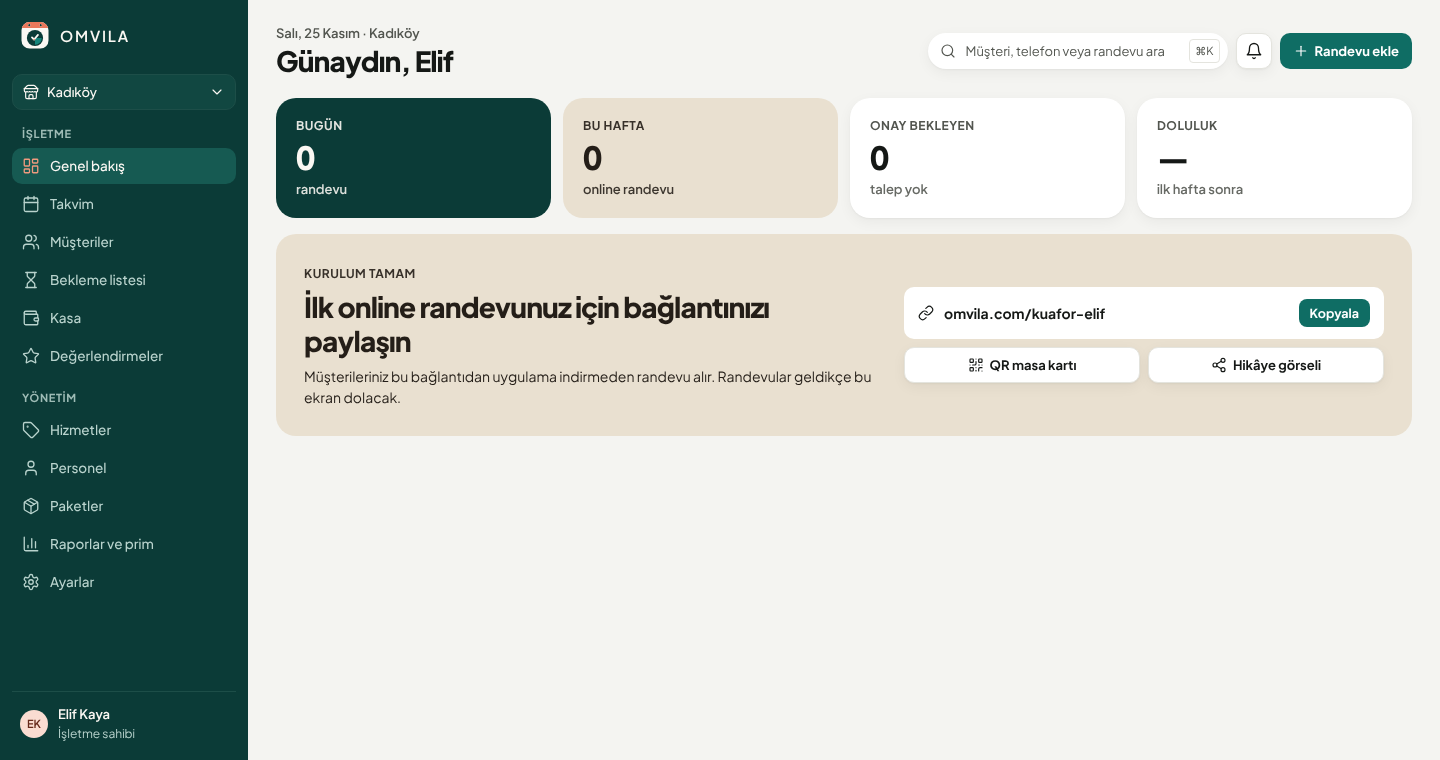 OMVILA
Kadıköy
İŞLETME
Genel bakış
Takvim
Müşteriler
Bekleme listesi
Kasa
Değerlendirmeler
YÖNETİM
Hizmetler
Personel
Paketler
Raporlar ve prim
Ayarlar
EK
Elif Kaya
İşletme sahibi
Salı, 25 Kasım · Kadıköy
Günaydın, Elif
Müşteri, telefon veya randevu ara
⌘K
Randevu ekle
BUGÜN
0
randevu
BU HAFTA
0
online randevu
ONAY BEKLEYEN
0
talep yok
DOLULUK
—
ilk hafta sonra
KURULUM TAMAM
İlk online randevunuz için bağlantınızı
paylaşın
Müşterileriniz bu bağlantıdan uygulama indirmeden randevu alır. Randevular geldikçe bu
ekran dolacak.
omvila.com/kuafor-elif
Kopyala
QR masa kartı
Hikâye görseli